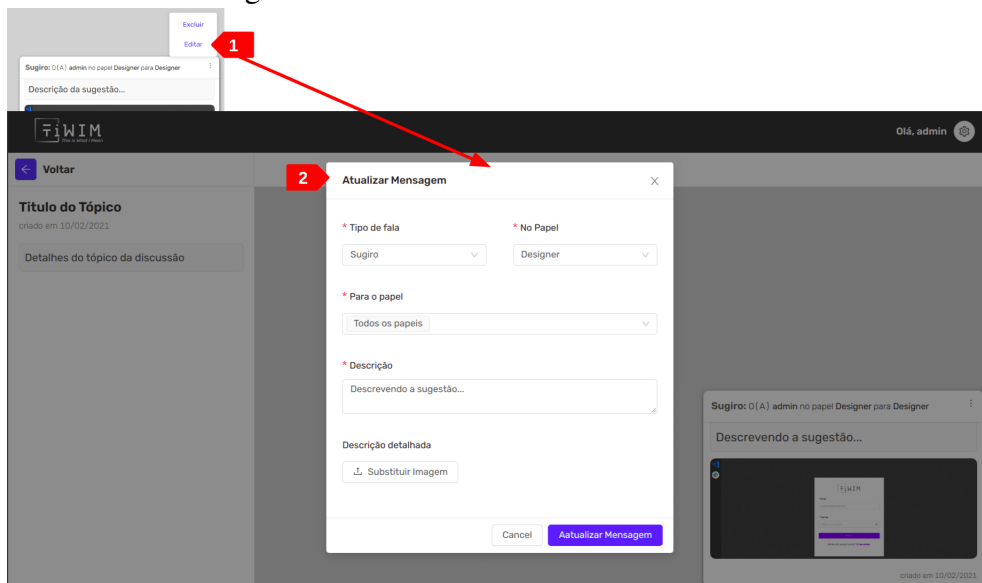 Excluir
Editar
1
Sugiro: O(A) admin no papel Designer para Designer
Descrição da sugestão...
TiWIM
This is What I Mean
Olá, admin
Voltar
2
Atualizar Mensagem
Titulo do Tópico
criado em 10/02/2021
Detalhes do tópico da discussão
* Tipo de fala
* No Papel
Sugiro
Designer
* Para o papel
Todos os papeis
* Descrição
Descrevendo a sugestão...
Descrição detalhada
Substituir Imagem
Cancel
Aatualizar Mensagem
Sugiro: O(A) admin no papel Designer para Designer
Descrevendo a sugestão...
TiWIM
criado em 10/02/2021